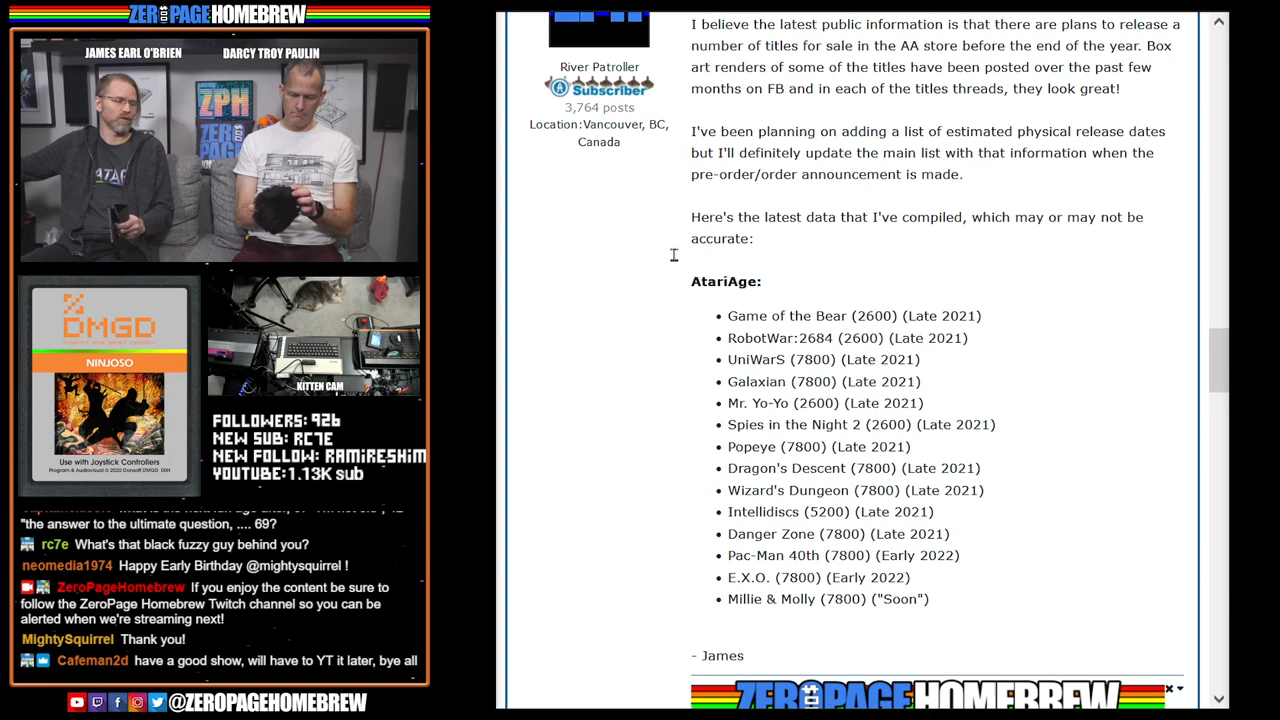 ZEROPAGEHOMEBREW
JAMES EARL O'BRIEN
DARCY TROY PAULIN
ZPH
DMGD
NINJOSO
Use with Joystick Controllers
Program & Audiovisual © 2020 Donsoft DMGD 00H
KITTEN CAM
FOLLOWERS: 926
NEW SUB: RC7E
NEW FOLLOW: RAMIRESHIM
YOUTUBE: 1.13K sub
"the answer to the ultimate question, .... 69?
rc7e What's that black fuzzy guy behind you?
neomedia1974 Happy Early Birthday @mightysquirrel !
ZeroPageHomebrew If you enjoy the content be sure to
follow the ZeroPage Homebrew Twitch channel so you can be
alerted when we're streaming next!
MightySquirrel Thank you!
Cafeman2d have a good show, will have to YT it later, bye all
@ZEROPAGEHOMEBREW
River Patroller
Subscriber
3,764 posts
Location:Vancouver, BC,
Canada
I believe the latest public information is that there are plans to release a
number of titles for sale in the AA store before the end of the year. Box
art renders of some of the titles have been posted over the past few
months on FB and in each of the titles threads, they look great!
I've been planning on adding a list of estimated physical release dates
but I'll definitely update the main list with that information when the
pre-order/order announcement is made.
Here's the latest data that I've compiled, which may or may not be
accurate:
AtariAge:
• Game of the Bear (2600) (Late 2021)
• RobotWar:2684 (2600) (Late 2021)
• UniWarS (7800) (Late 2021)
• Galaxian (7800) (Late 2021)
• Mr. Yo-Yo (2600) (Late 2021)
• Spies in the Night 2 (2600) (Late 2021)
• Popeye (7800) (Late 2021)
• Dragon's Descent (7800) (Late 2021)
• Wizard's Dungeon (7800) (Late 2021)
• Intellidiscs (5200) (Late 2021)
• Danger Zone (7800) (Late 2021)
• Pac-Man 40th (7800) (Early 2022)
• E.X.O. (7800) (Early 2022)
• Millie & Molly (7800) ("Soon")
- James
ZEROPAGEHOMEBREW